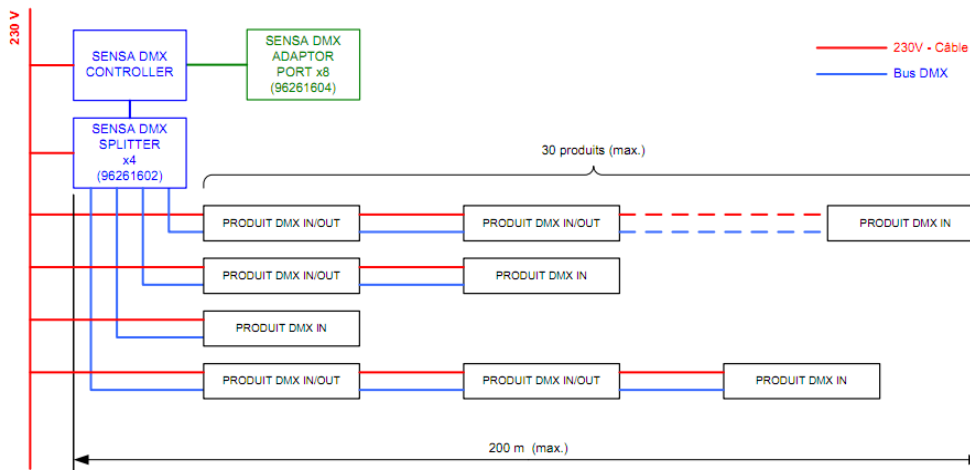 230 V
SENSA DMX
CONTROLLER
SENSA DMX
ADAPTOR
PORT x8
(96261604)
230V - Câble
Bus DMX
SENSA DMX
SPLITTER
x4
(96261602)
30 produits (max.)
PRODUIT DMX IN/OUT
PRODUIT DMX IN/OUT
PRODUIT DMX IN
PRODUIT DMX IN/OUT
PRODUIT DMX IN
PRODUIT DMX IN
PRODUIT DMX IN/OUT
PRODUIT DMX IN/OUT
PRODUIT DMX IN
200 m (max.)